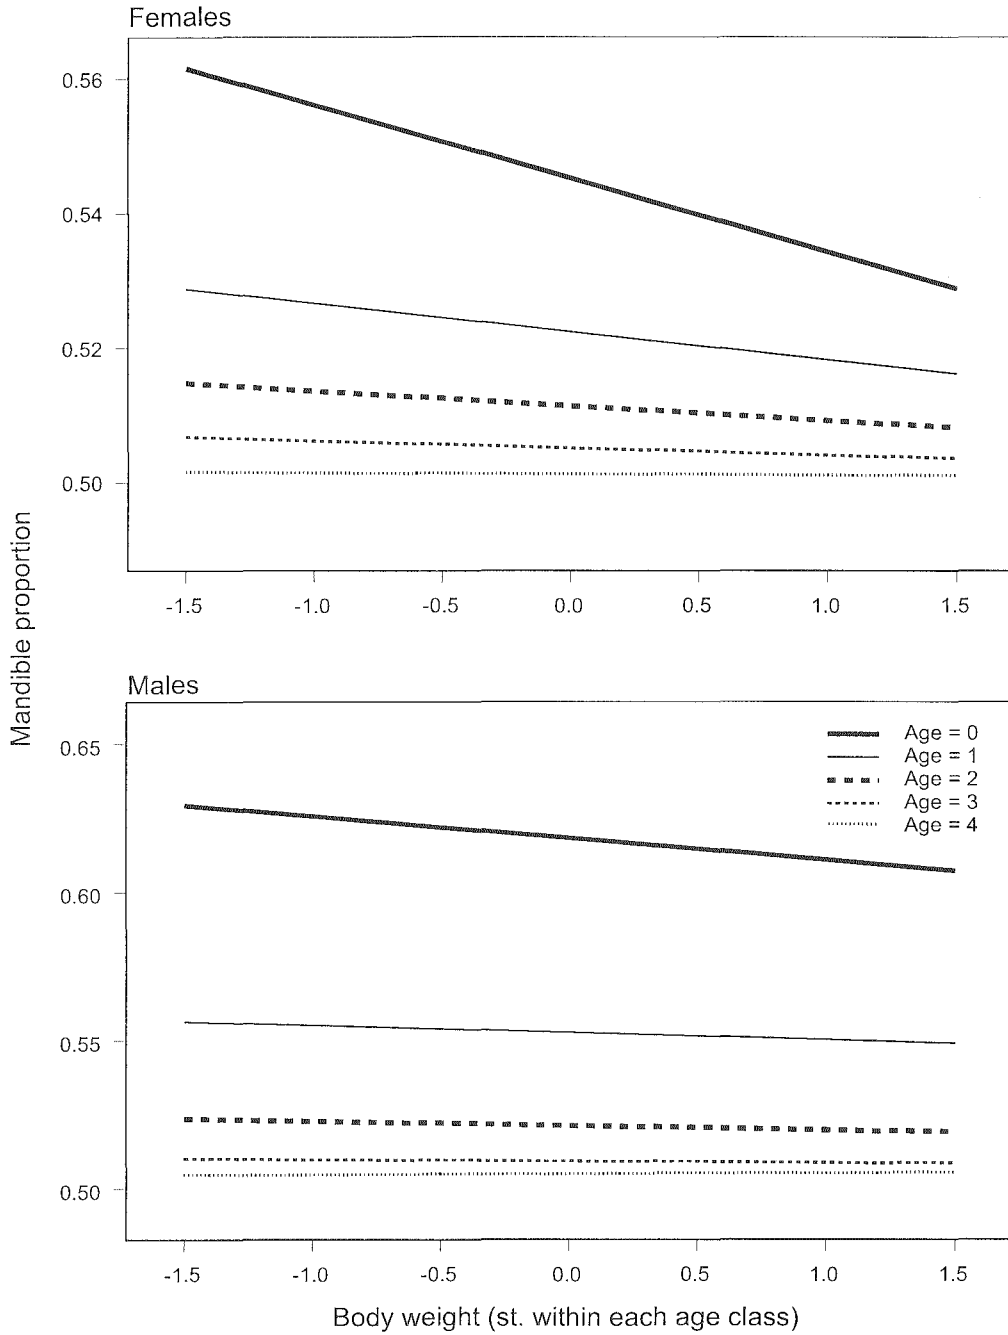 Females
0.56
0.54
0.52
0.50
-1.5 -1.0 -0.5 0.0 0.5 1.0 1.5
Mandible proportion
Males
0.65
0.60
0.55
0.50
Age = 0
Age = 1
Age = 2
Age = 3
Age = 4
-1.5 -1.0 -0.5 0.0 0.5 1.0 1.5
Body weight (st. within each age class)